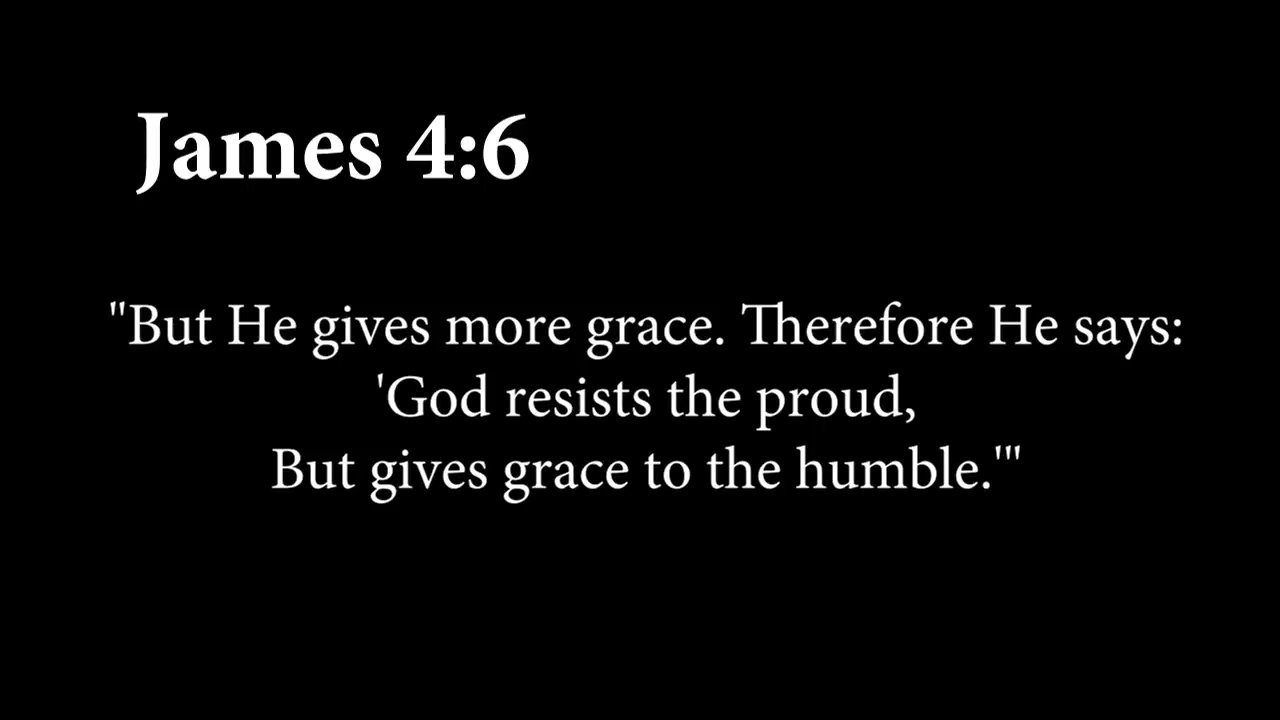 James 4:6
"But He gives more grace. Therefore He says:
'God resists the proud,
But gives grace to the humble.'"